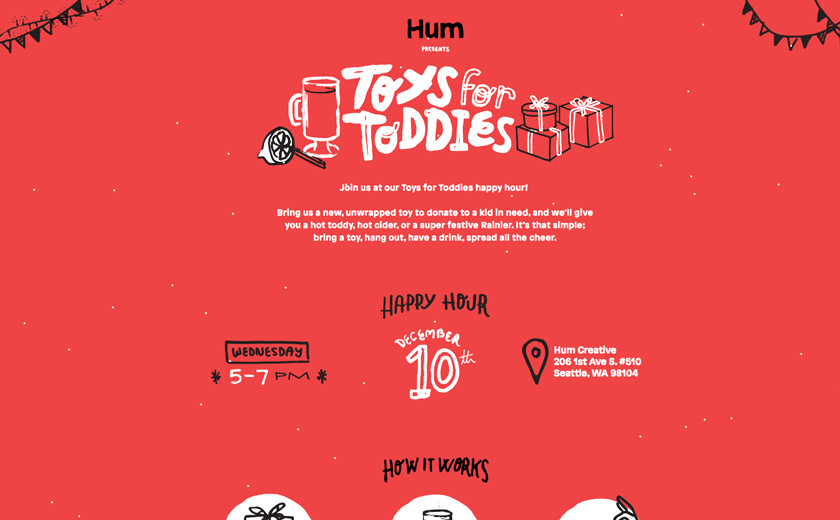 Hum
PRESENTS
TOYS for
TODDIES
Join us at our Toys for Toddies happy hour!
Bring us a new, unwrapped toy to donate to a kid in need, and we'll give
you a hot toddy, hot cider, or a super festive Rainier. It's that simple;
bring a toy, hang out, have a drink, spread all the cheer.
HAPPY HOUR
WEDNESDAY
5-7 PM
DECEMBER
10th
Hum Creative
206 1st Ave S. #510
Seattle, WA 98104
HOW IT WORKS